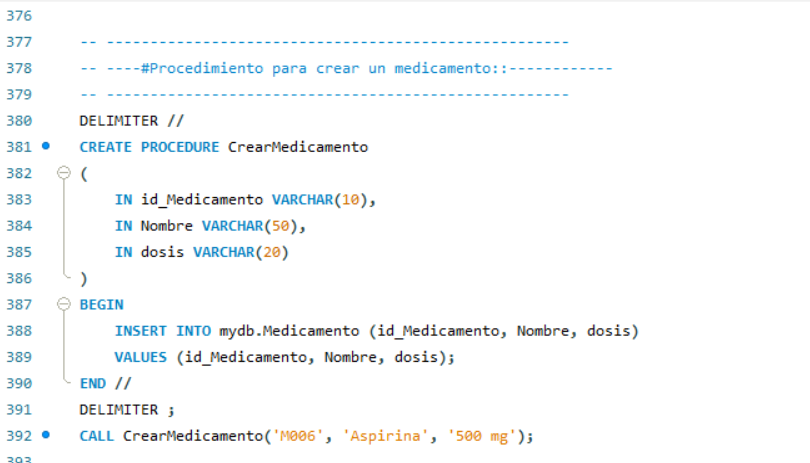 376
377 -- -----------------------------------------------------
378 -- ----#Procedimiento para crear un medicamento::------------
379 -- -----------------------------------------------------
380 DELIMITER //
381 CREATE PROCEDURE CrearMedicamento
382 (
383 IN id_Medicamento VARCHAR(10),
384 IN Nombre VARCHAR(50),
385 IN dosis VARCHAR(20)
386 )
387 BEGIN
388 INSERT INTO mydb.Medicamento (id_Medicamento, Nombre, dosis)
389 VALUES (id_Medicamento, Nombre, dosis);
390 END //
391 DELIMITER ;
392 CALL CrearMedicamento('M006', 'Aspirina', '500 mg');
393